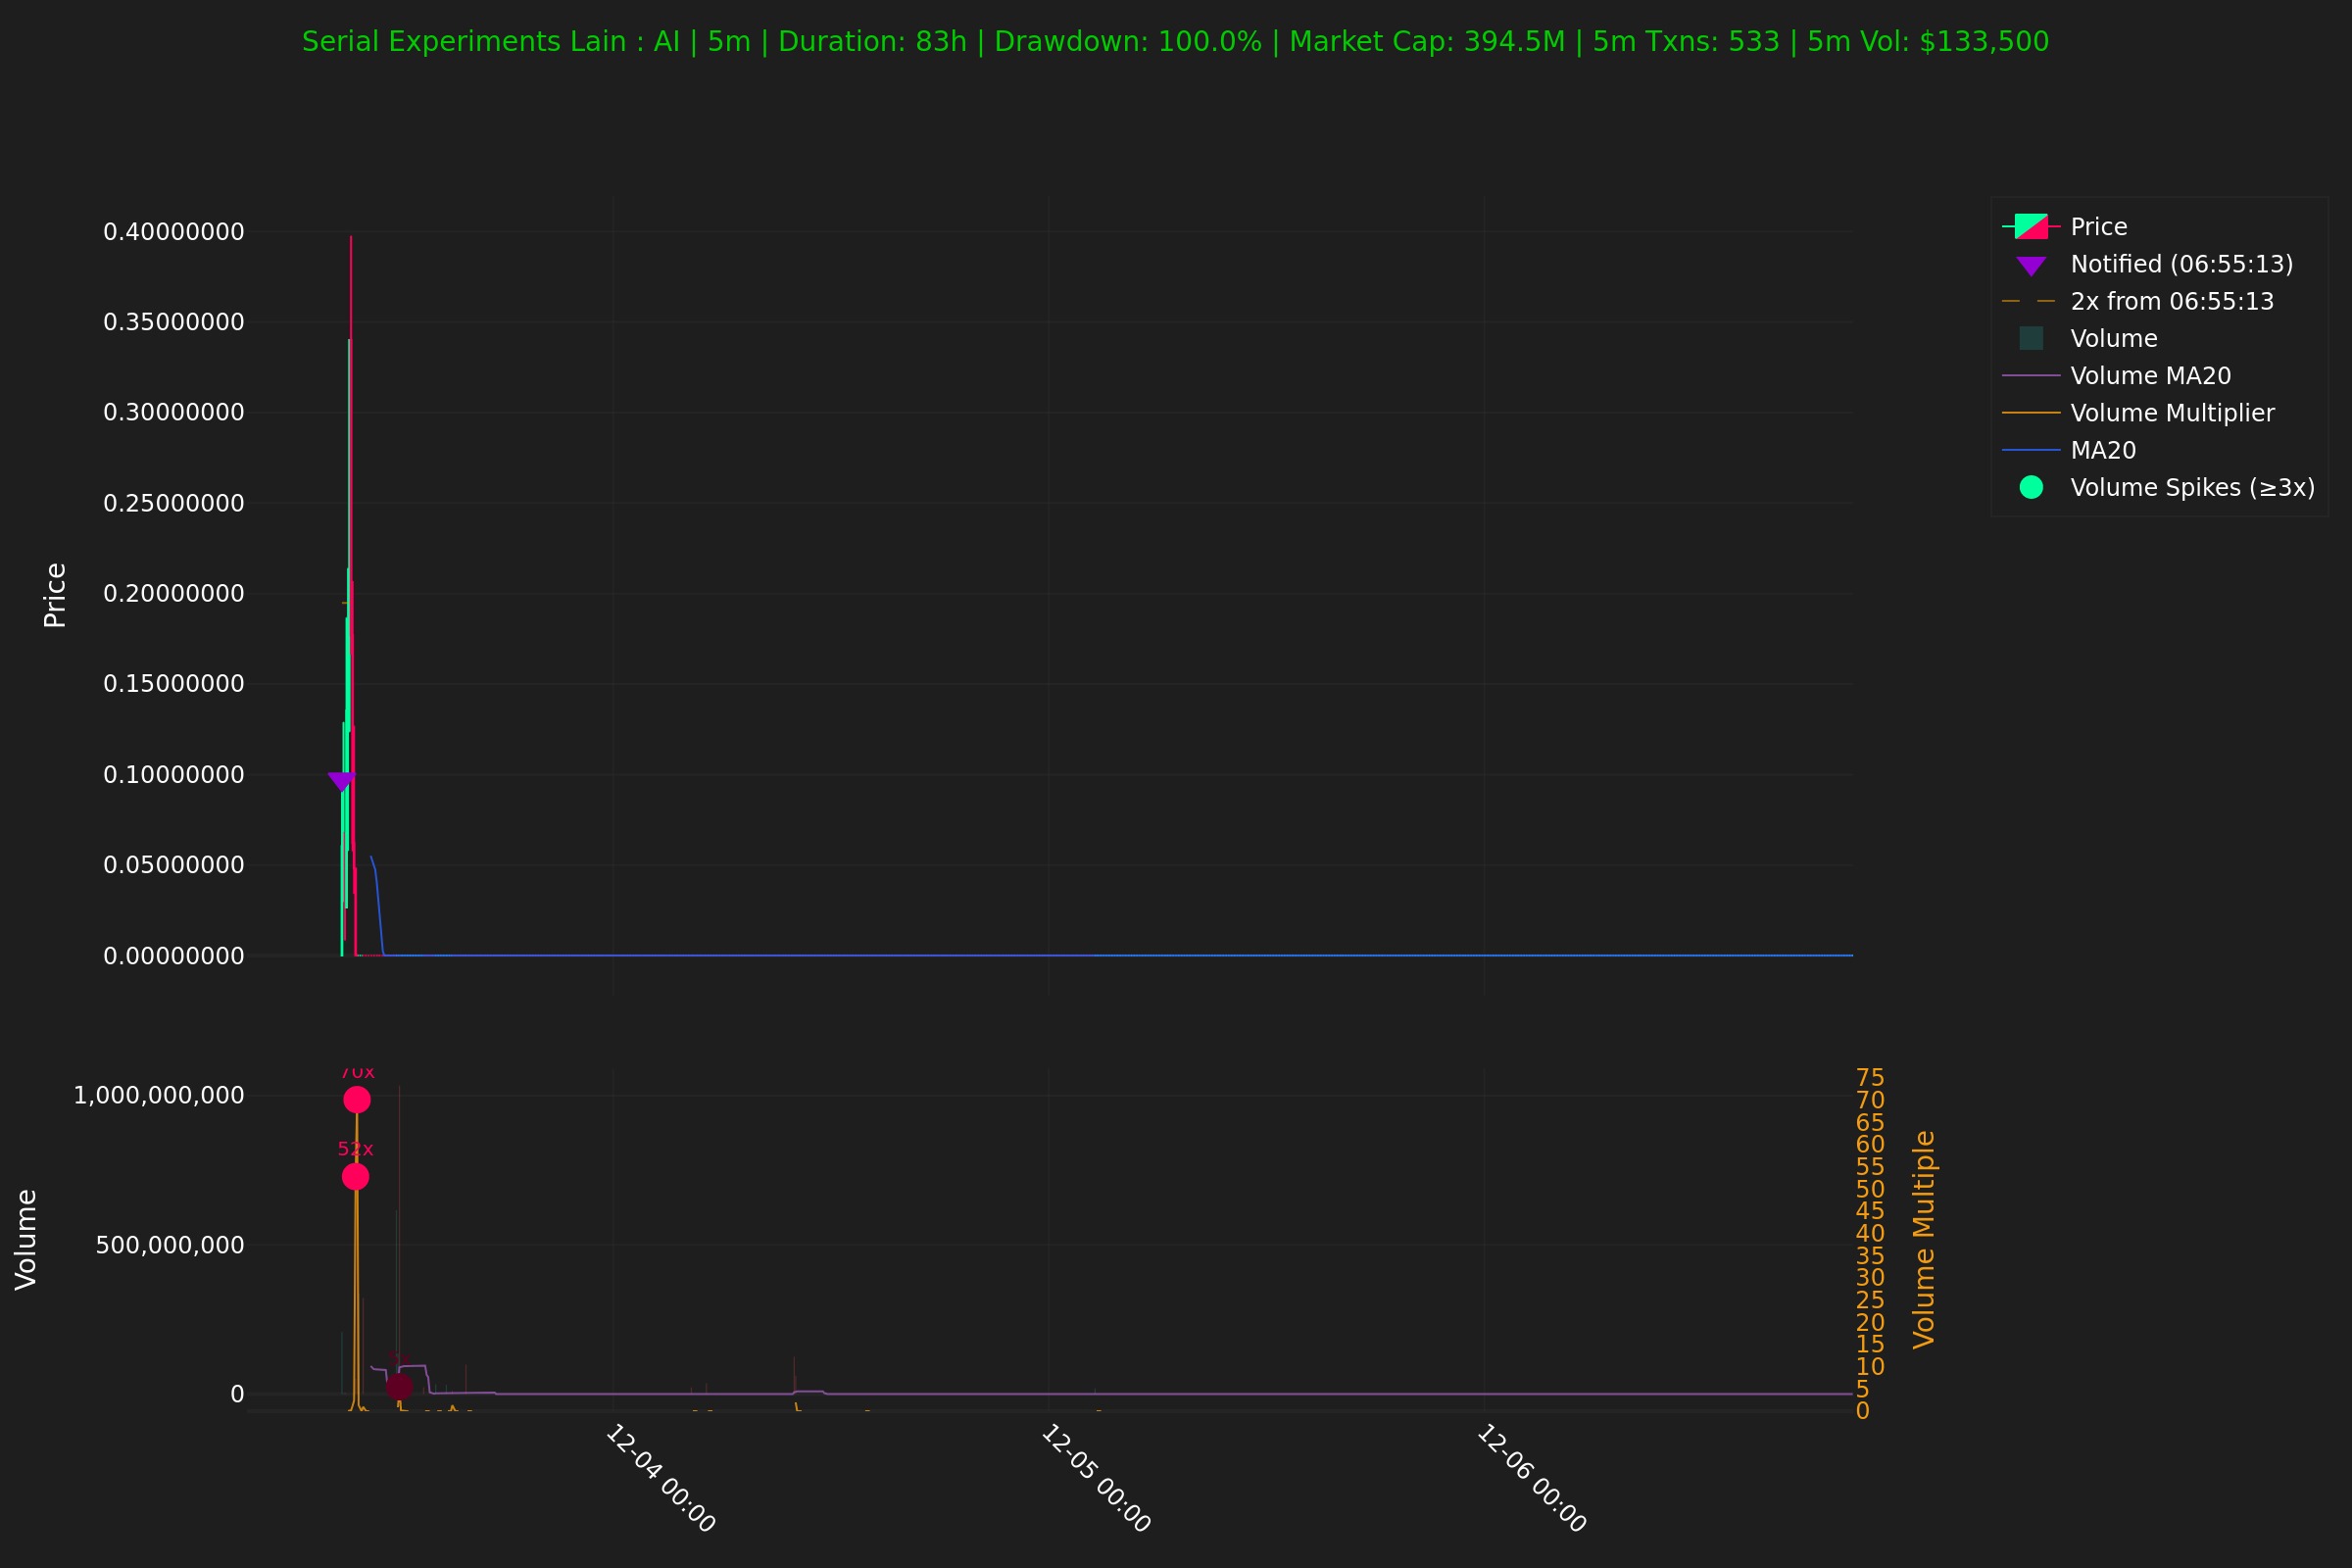 Serial Experiments Lain : AI | 5m | Duration: 83h | Drawdown: 100.0% | Market Cap: 394.5M | 5m Txns: 533 | 5m Vol: $133,500
Price
0.40000000
0.35000000
0.30000000
0.25000000
0.20000000
0.15000000
0.10000000
0.05000000
0.00000000
Price
Notified (06:55:13)
2x from 06:55:13
Volume
Volume MA20
Volume Multiplier
MA20
Volume Spikes (≥3x)
Volume
1,000,000,000
500,000,000
0
70x
52x
75
70
65
60
55
50
45
40
35
30
25
20
15
10
5
0
Volume Multiple
12-04 00:00
12-05 00:00
12-06 00:00